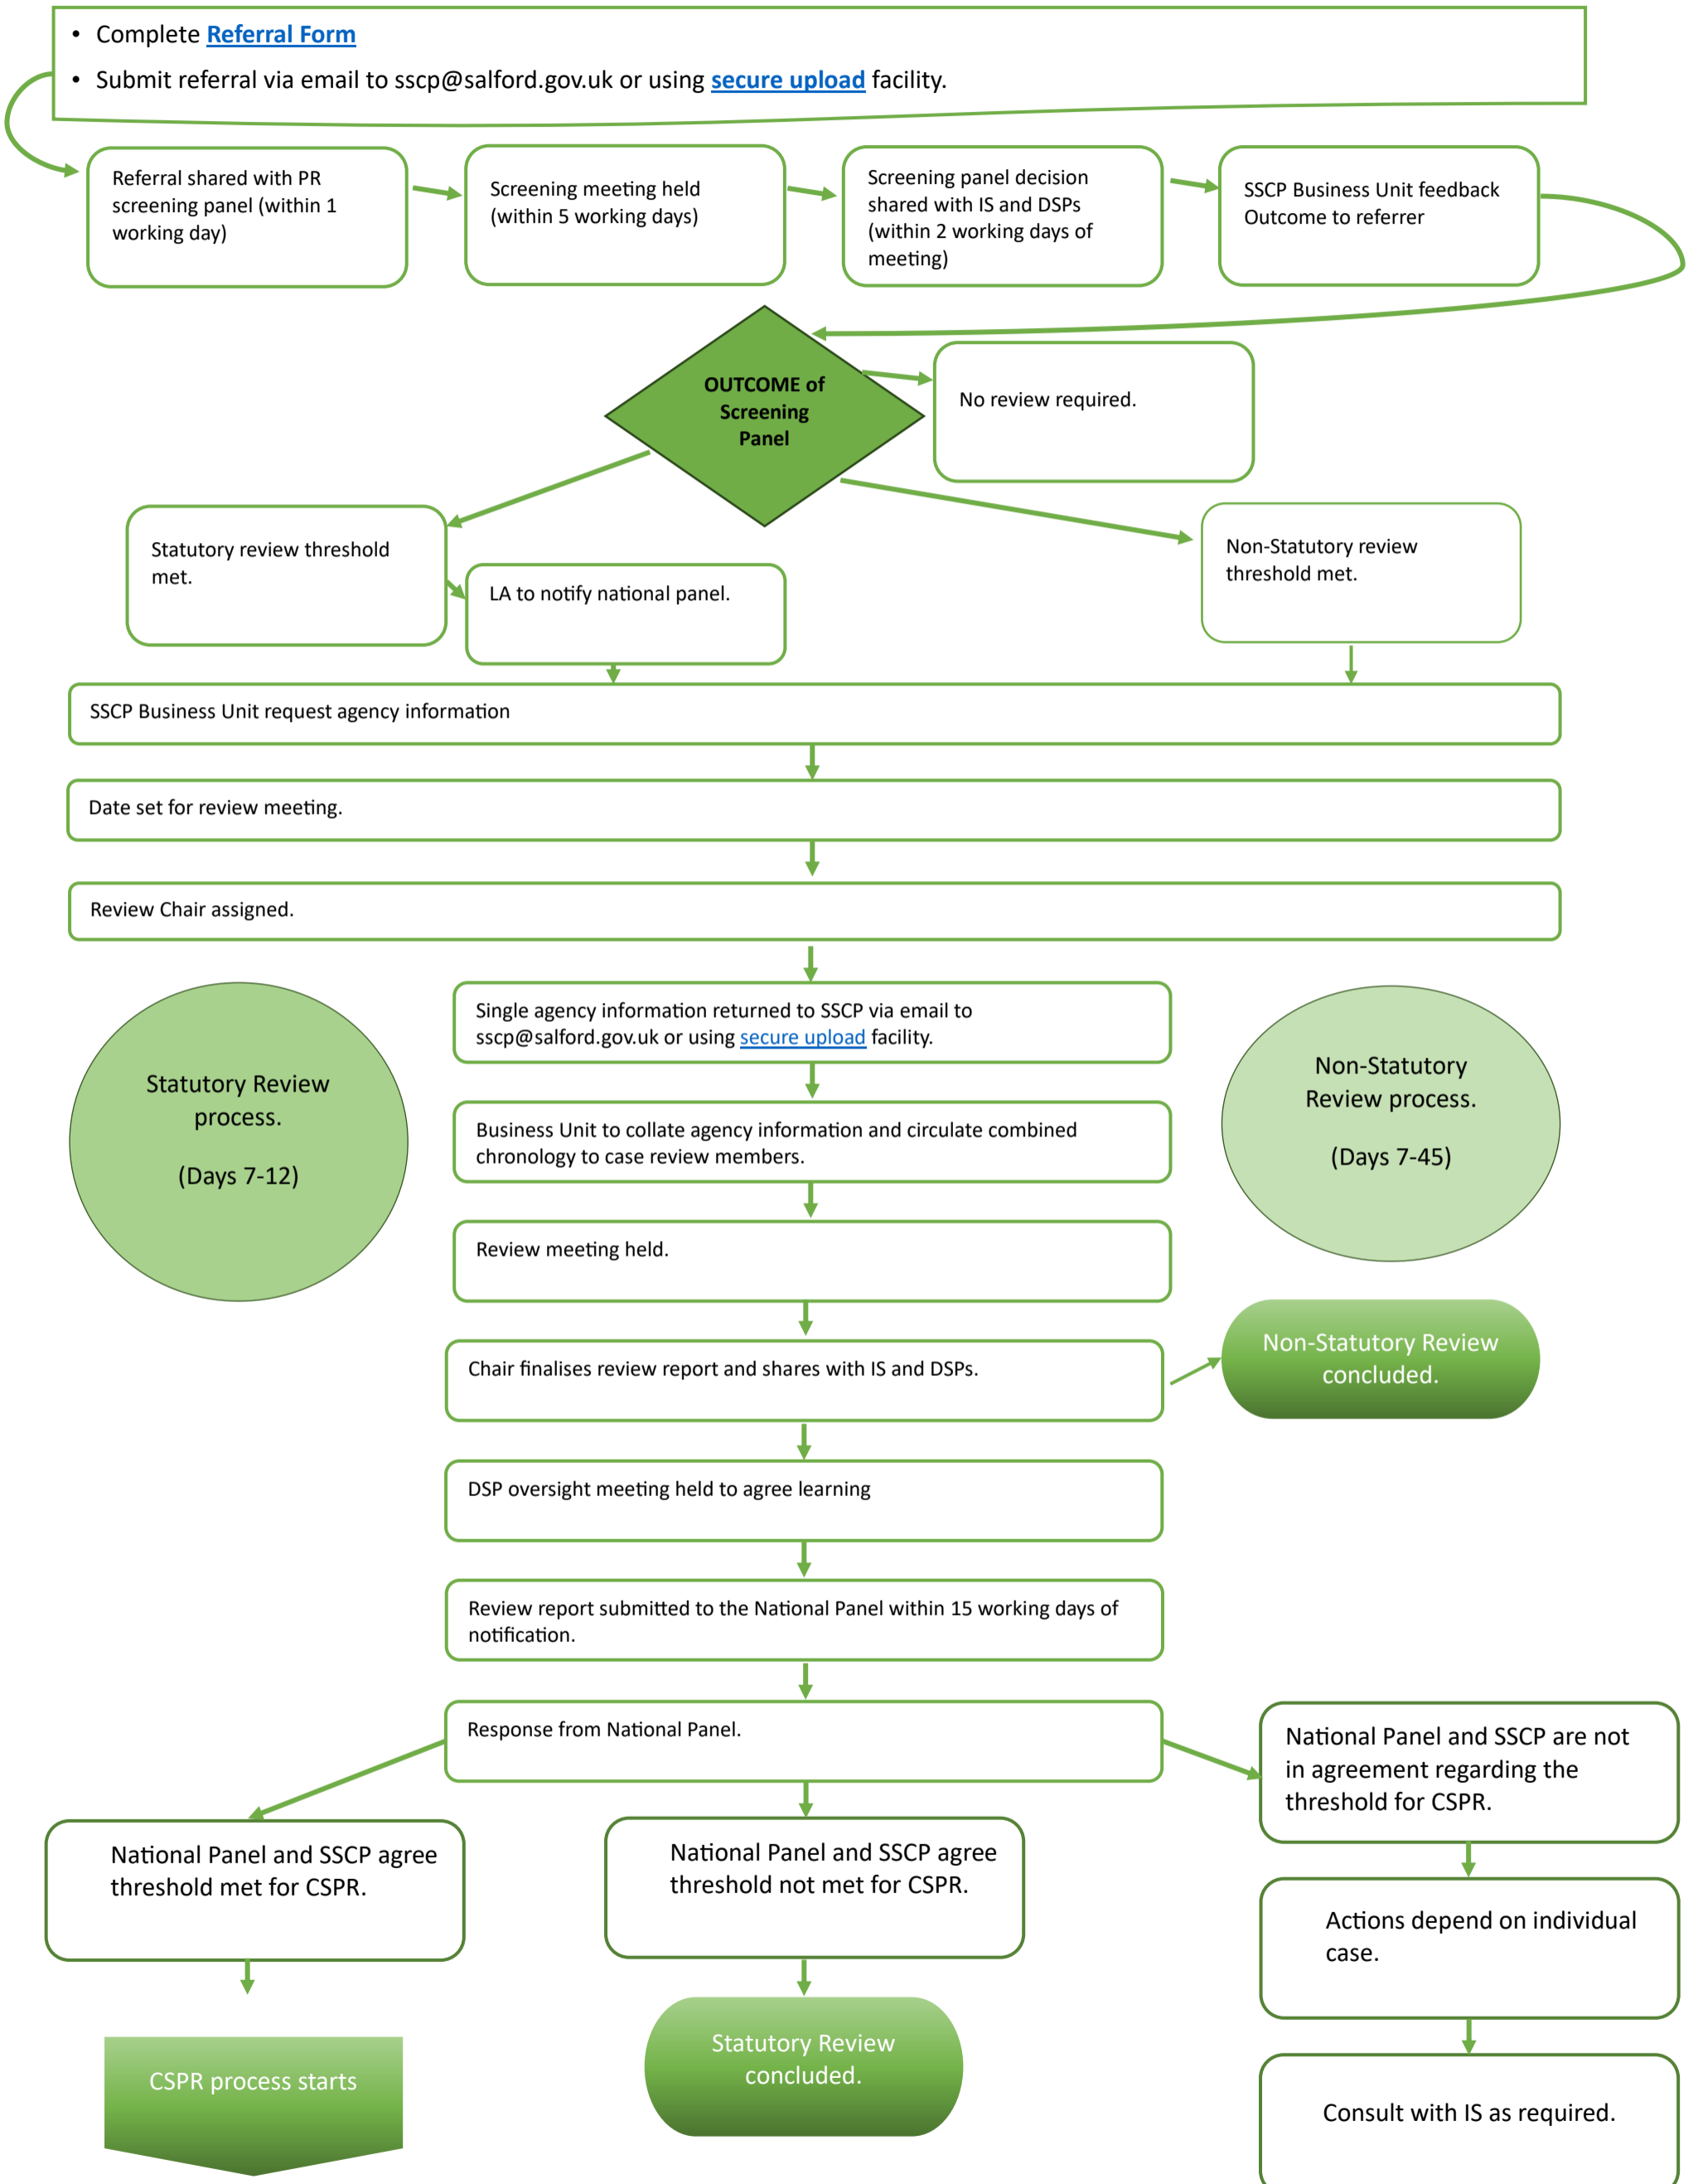 • Complete Referral Form
• Submit referral via email to sscp@salford.gov.uk or using secure upload facility.
Referral shared with PR
screening panel (within 1
working day)
Screening meeting held
(within 5 working days)
Screening panel decision
shared with IS and DSPs
(within 2 working days of
meeting)
SSCP Business Unit feedback
Outcome to referrer
OUTCOME of
Screening
Panel
No review required.
Statutory review threshold
met.
LA to notify national panel.
Non-Statutory review
threshold met.
SSCP Business Unit request agency information
Date set for review meeting.
Review Chair assigned.
Statutory Review
process.
(Days 7-12)
Single agency information returned to SSCP via email to
sscp@salford.gov.uk or using secure upload facility.
Non-Statutory
Review process.
(Days 7-45)
Business Unit to collate agency information and circulate combined
chronology to case review members.
Review meeting held.
Chair finalises review report and shares with IS and DSPs.
Non-Statutory Review
concluded.
DSP oversight meeting held to agree learning
Review report submitted to the National Panel within 15 working days of
notification.
Response from National Panel.
National Panel and SSCP agree
threshold met for CSPR.
National Panel and SSCP agree
threshold not met for CSPR.
National Panel and SSCP are not
in agreement regarding the
threshold for CSPR.
Actions depend on individual
case.
CSPR process starts
Statutory Review
concluded.
Consult with IS as required.